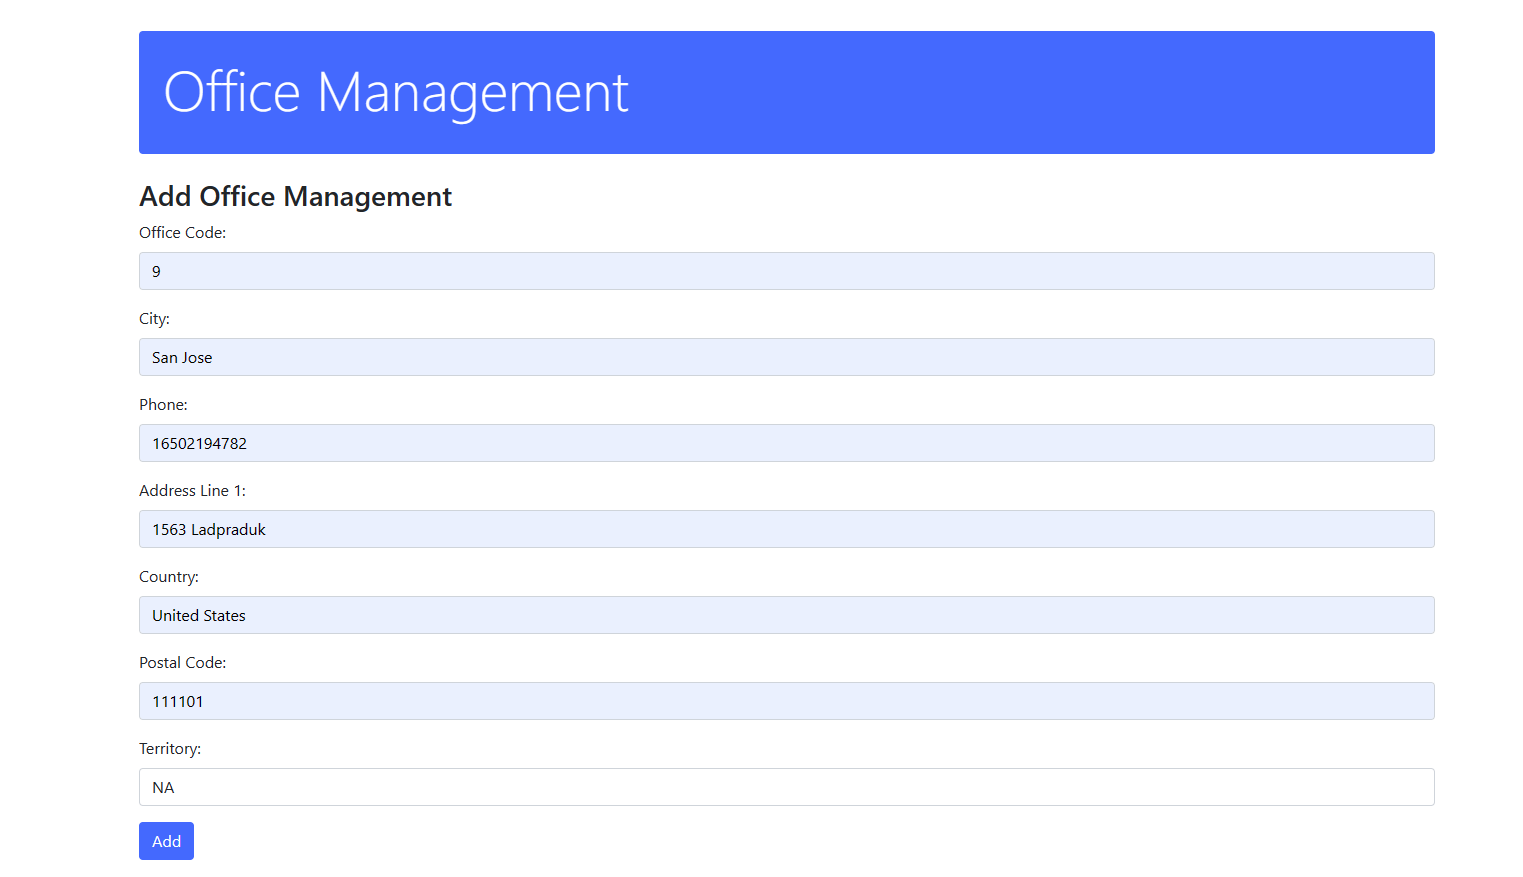 Office Management
Add Office Management
Office Code:
9
City:
San Jose
Phone:
16502194782
Address Line 1:
1563 Ladpraduk
Country:
United States
Postal Code:
111101
Territory:
NA
Add